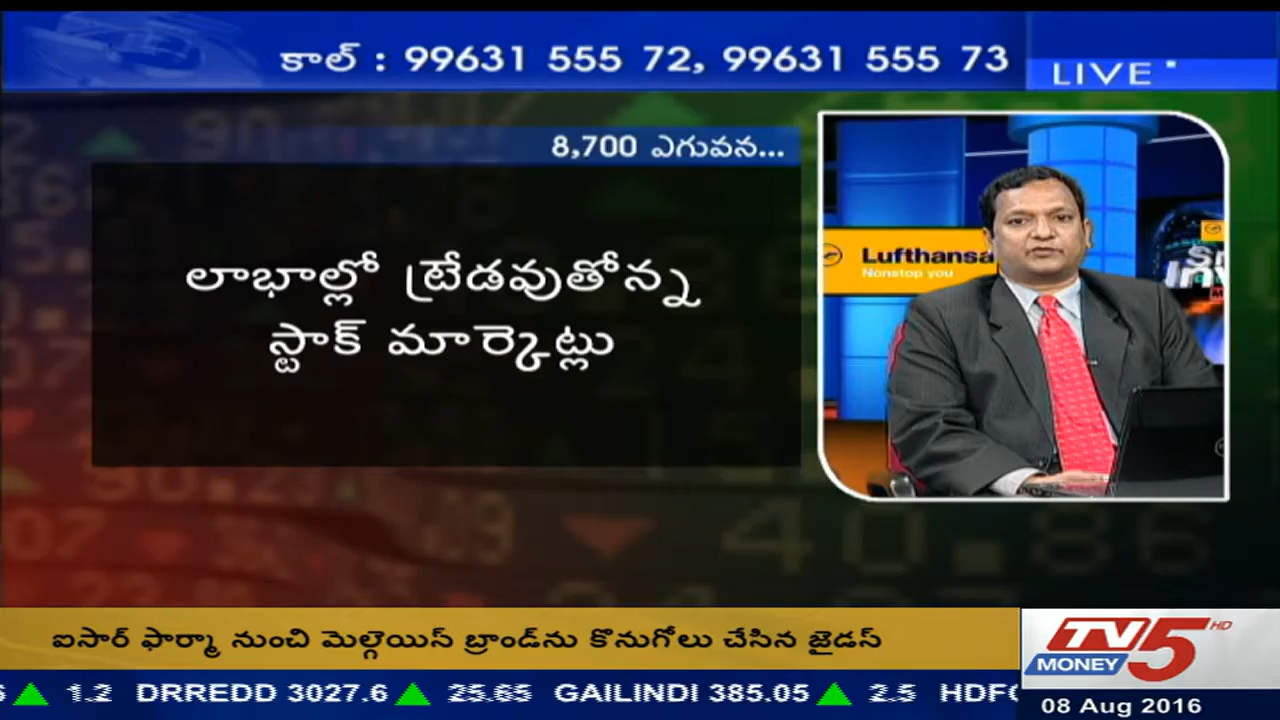 కాల్ : 99631 555 72, 99631 555 73
LIVE
8,700 ఎగువన...
లాభాల్లో ట్రేడవుతోన్న
స్టాక్ మార్కెట్లు
Lufthansa
Nonstop you
ఐసార్ ఫార్మా నుంచి మెల్గెయిస్ బ్రాండ్‌ను కొనుగోలు చేసిన జైడస్
TV5 HD
MONEY
1.2 DRREDD 3027.6 25.65 GAILINDI 385.05 2.5 HDFC
08 Aug 2016